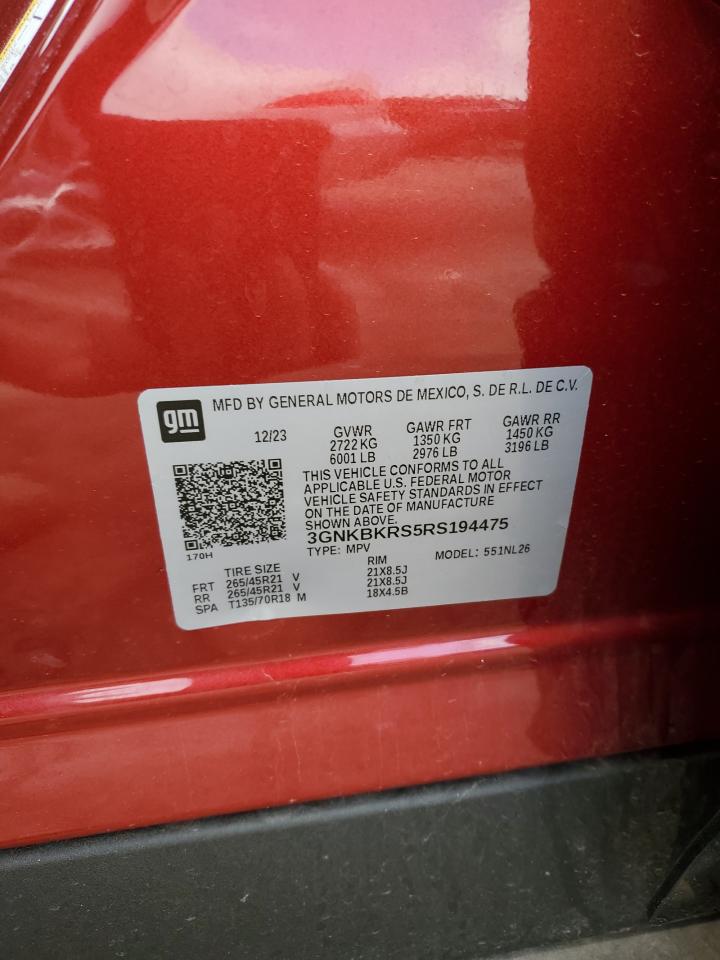 gm
MFD BY GENERAL MOTORS DE MEXICO, S. DE R.L. DE C.V.
12/23 GVWR GAWR FRT GAWR RR
2722 KG 1350 KG 1450 KG
6001 LB 2976 LB 3196 LB
THIS VEHICLE CONFORMS TO ALL
APPLICABLE U.S. FEDERAL MOTOR
VEHICLE SAFETY STANDARDS IN EFFECT
ON THE DATE OF MANUFACTURE
SHOWN ABOVE.
3GNKBKRS5RS194475
170H
TYPE: MPV MODEL: 551NL26
TIRE SIZE RIM
FRT 265/45R21 V 21X8.5J
RR 265/45R21 V 21X8.5J
SPA T135/70R18 M 18X4.5B